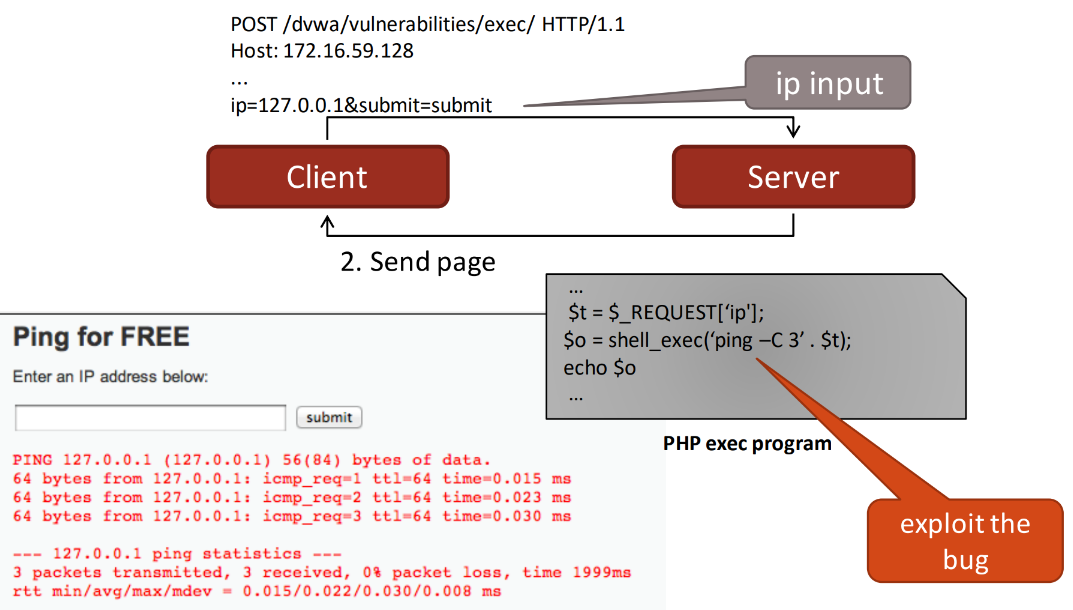 POST /dvwa/vulnerabilities/exec/ HTTP/1.1
Host: 172.16.59.128
...
ip=127.0.0.1&submit=submit
ip input
Client
Server
2. Send page
...
$t = $_REQUEST[‘ip'];
$o = shell_exec(‘ping –C 3’ . $t);
echo $o
...
PHP exec program
exploit the
bug
Ping for FREE
Enter an IP address below:
submit
PING 127.0.0.1 (127.0.0.1) 56(84) bytes of data.
64 bytes from 127.0.0.1: icmp_req=1 ttl=64 time=0.015 ms
64 bytes from 127.0.0.1: icmp_req=2 ttl=64 time=0.023 ms
64 bytes from 127.0.0.1: icmp_req=3 ttl=64 time=0.030 ms
--- 127.0.0.1 ping statistics ---
3 packets transmitted, 3 received, 0% packet loss, time 1999ms
rtt min/avg/max/mdev = 0.015/0.022/0.030/0.008 ms